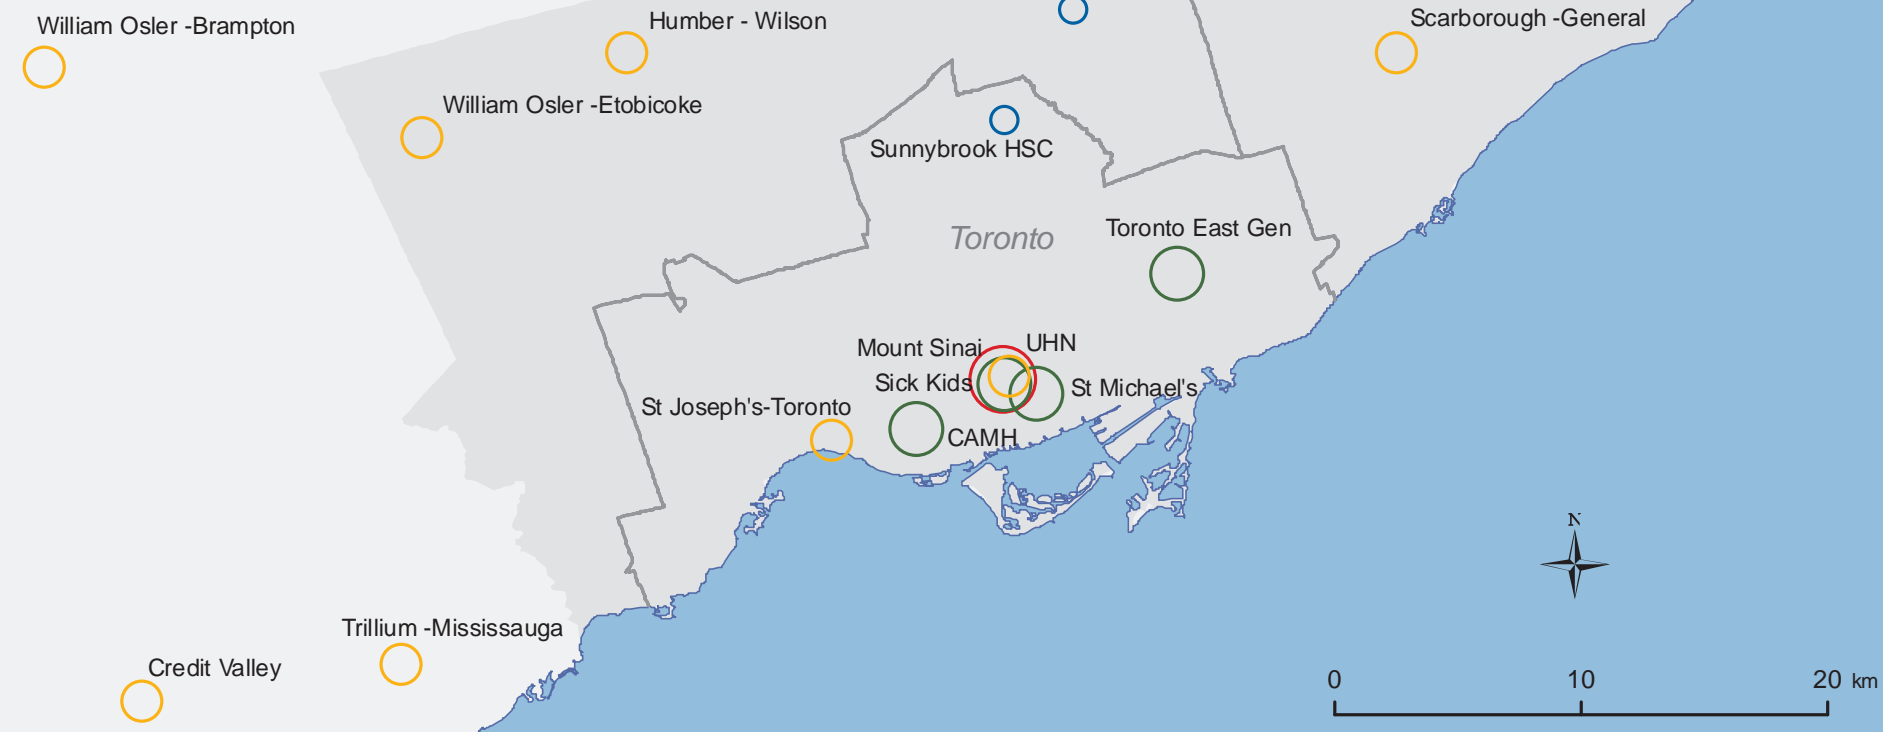 Scarborough -General
Humber - Wilson
William Osler -Brampton
William Osler -Etobicoke
Sunnybrook HSC
Toronto East Gen
Toronto
UHN
Mount Sinai
Sick Kids
St Michael's
St Joseph's-Toronto
CAMH
N
Trillium -Mississauga
Credit Valley
0 10 20 km